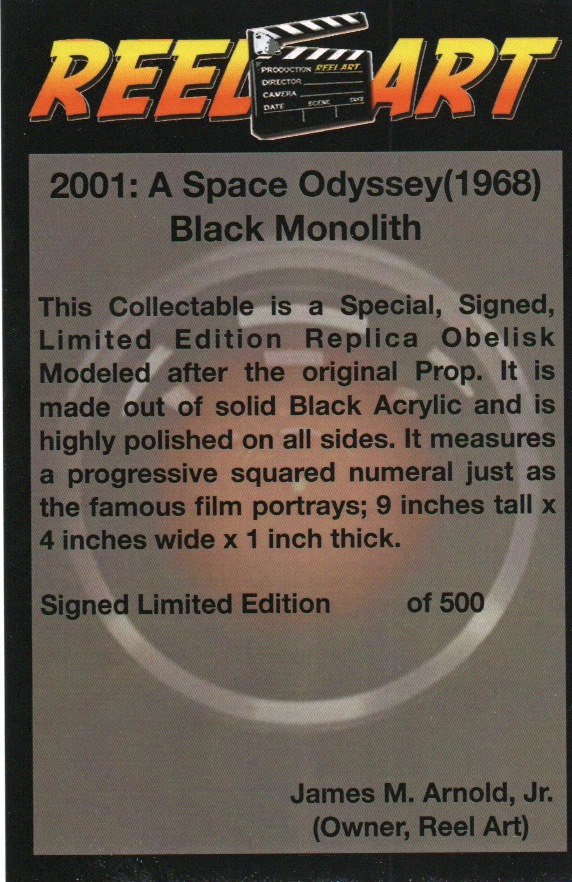 REEL ART
PRODUCTION REEL ART
DIRECTOR
CAMERA
DATE SCENE TAKE
2001: A Space Odyssey(1968)
Black Monolith
This Collectable is a Special, Signed,
Limited Edition Replica Obelisk
Modeled after the original Prop. It is
made out of solid Black Acrylic and is
highly polished on all sides. It measures
a progressive squared numeral just as
the famous film portrays; 9 inches tall x
4 inches wide x 1 inch thick.
Signed Limited Edition of 500
James M. Arnold, Jr.
(Owner, Reel Art)